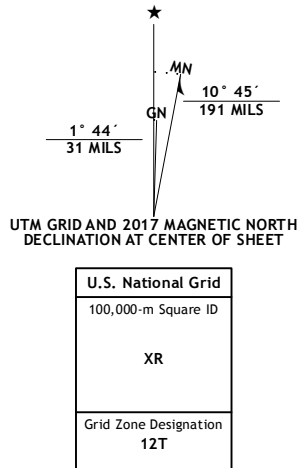 MN
GN
10° 45´
191 MILS
1° 44´
31 MILS
UTM GRID AND 2017 MAGNETIC NORTH
DECLINATION AT CENTER OF SHEET
U.S. National Grid
100,000-m Square ID
XR
Grid Zone Designation
12T